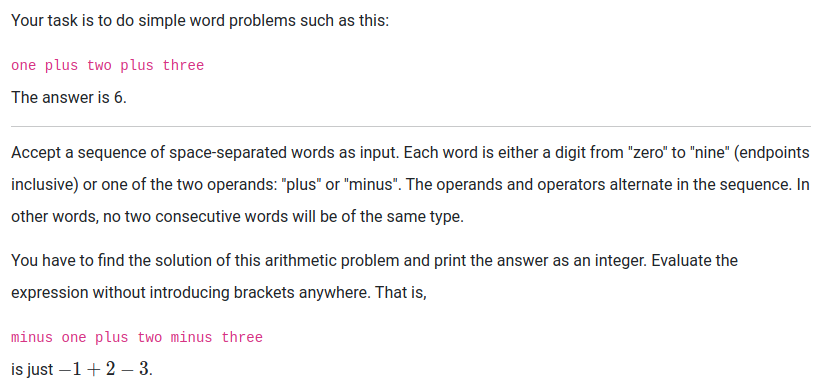 Your task is to do simple word problems such as this:
one plus two plus three
The answer is 6.
Accept a sequence of space-separated words as input. Each word is either a digit from "zero" to "nine" (endpoints
inclusive) or one of the two operands: "plus" or "minus". The operands and operators alternate in the sequence. In
other words, no two consecutive words will be of the same type.
You have to find the solution of this arithmetic problem and print the answer as an integer. Evaluate the
expression without introducing brackets anywhere. That is,
minus one plus two minus three
is just −1 + 2 − 3.